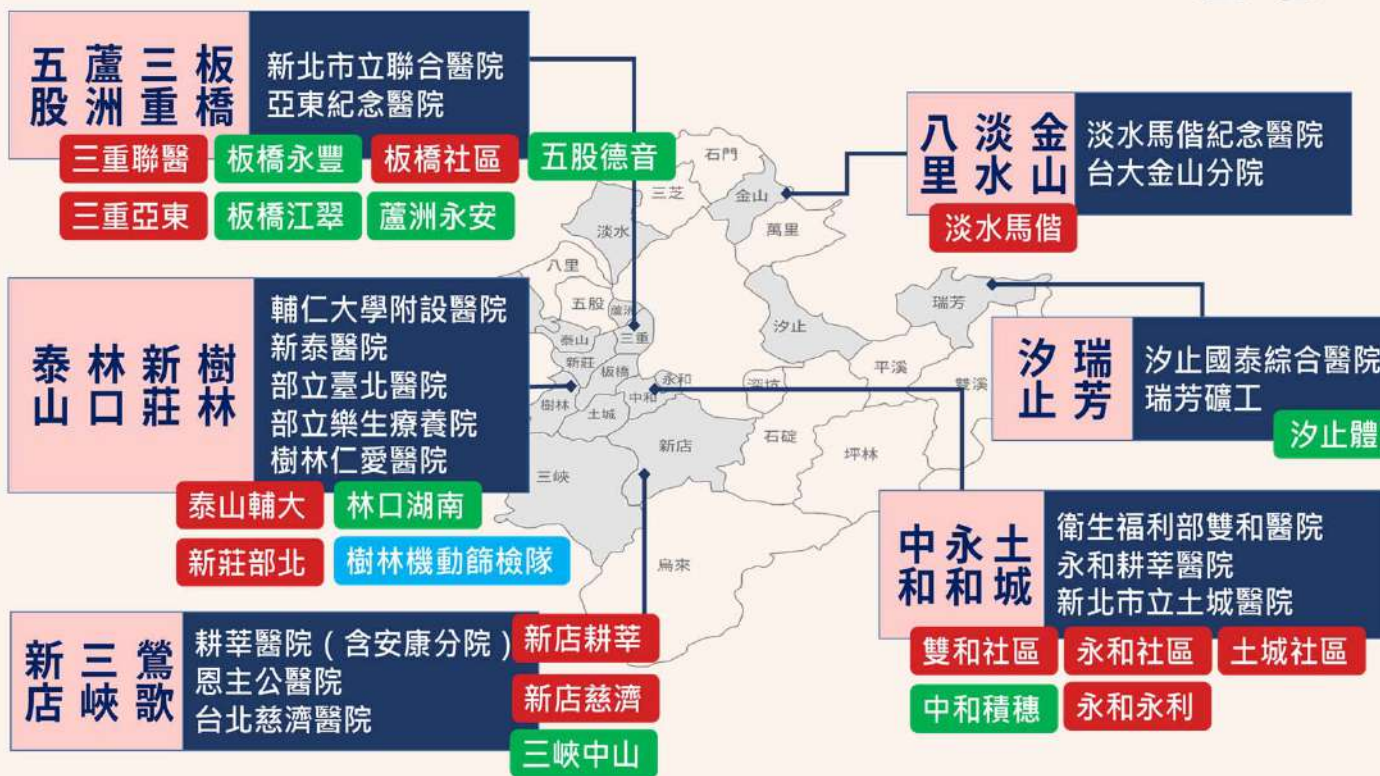 板橋
三重
蘆洲
五股
新北市立聯合醫院
亞東紀念醫院
三重聯醫
板橋永豐
板橋社區
五股德音
三重亞東
板橋江翠
蘆洲永安
金山
淡水
八里
淡水馬偕紀念醫院
台大金山分院
淡水馬偕
樹林
新莊
林口
泰山
輔仁大學附設醫院
新泰醫院
部立臺北醫院
部立樂生療養院
樹林仁愛醫院
泰山輔大
林口湖南
新莊部北
樹林機動篩檢隊
瑞芳
汐止
汐止國泰綜合醫院
瑞芳礦工
汐止體
土城
永和
中和
衛生福利部雙和醫院
永和耕莘醫院
新北市立土城醫院
雙和社區
永和社區
土城社區
中和積穗
永和永利
鶯歌
三峽
新店
耕莘醫院（含安康分院）
恩主公醫院
台北慈濟醫院
新店耕莘
新店慈濟
三峽中山
石門
三芝
金山
萬里
淡水
八里
五股
蘆洲
泰山
三重
新莊
板橋
樹林
土城
中和
永和
汐止
瑞芳
平溪
雙溪
深坑
石碇
坪林
新店
三峽
烏來